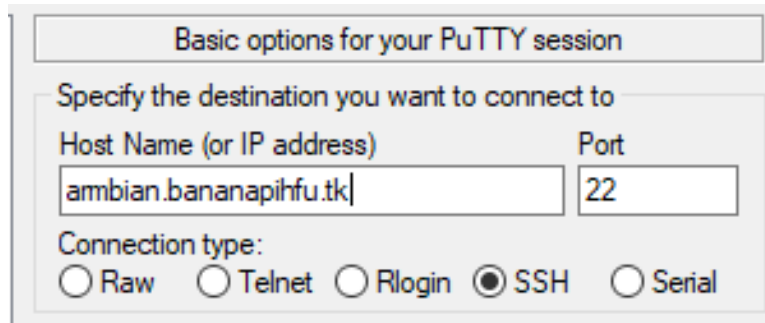 Basic options for your PuTTY session
Specify the destination you want to connect to
Host Name (or IP address) Port
armbian.bananapihfu.tk 22
Connection type:
Raw Telnet Rlogin SSH Serial